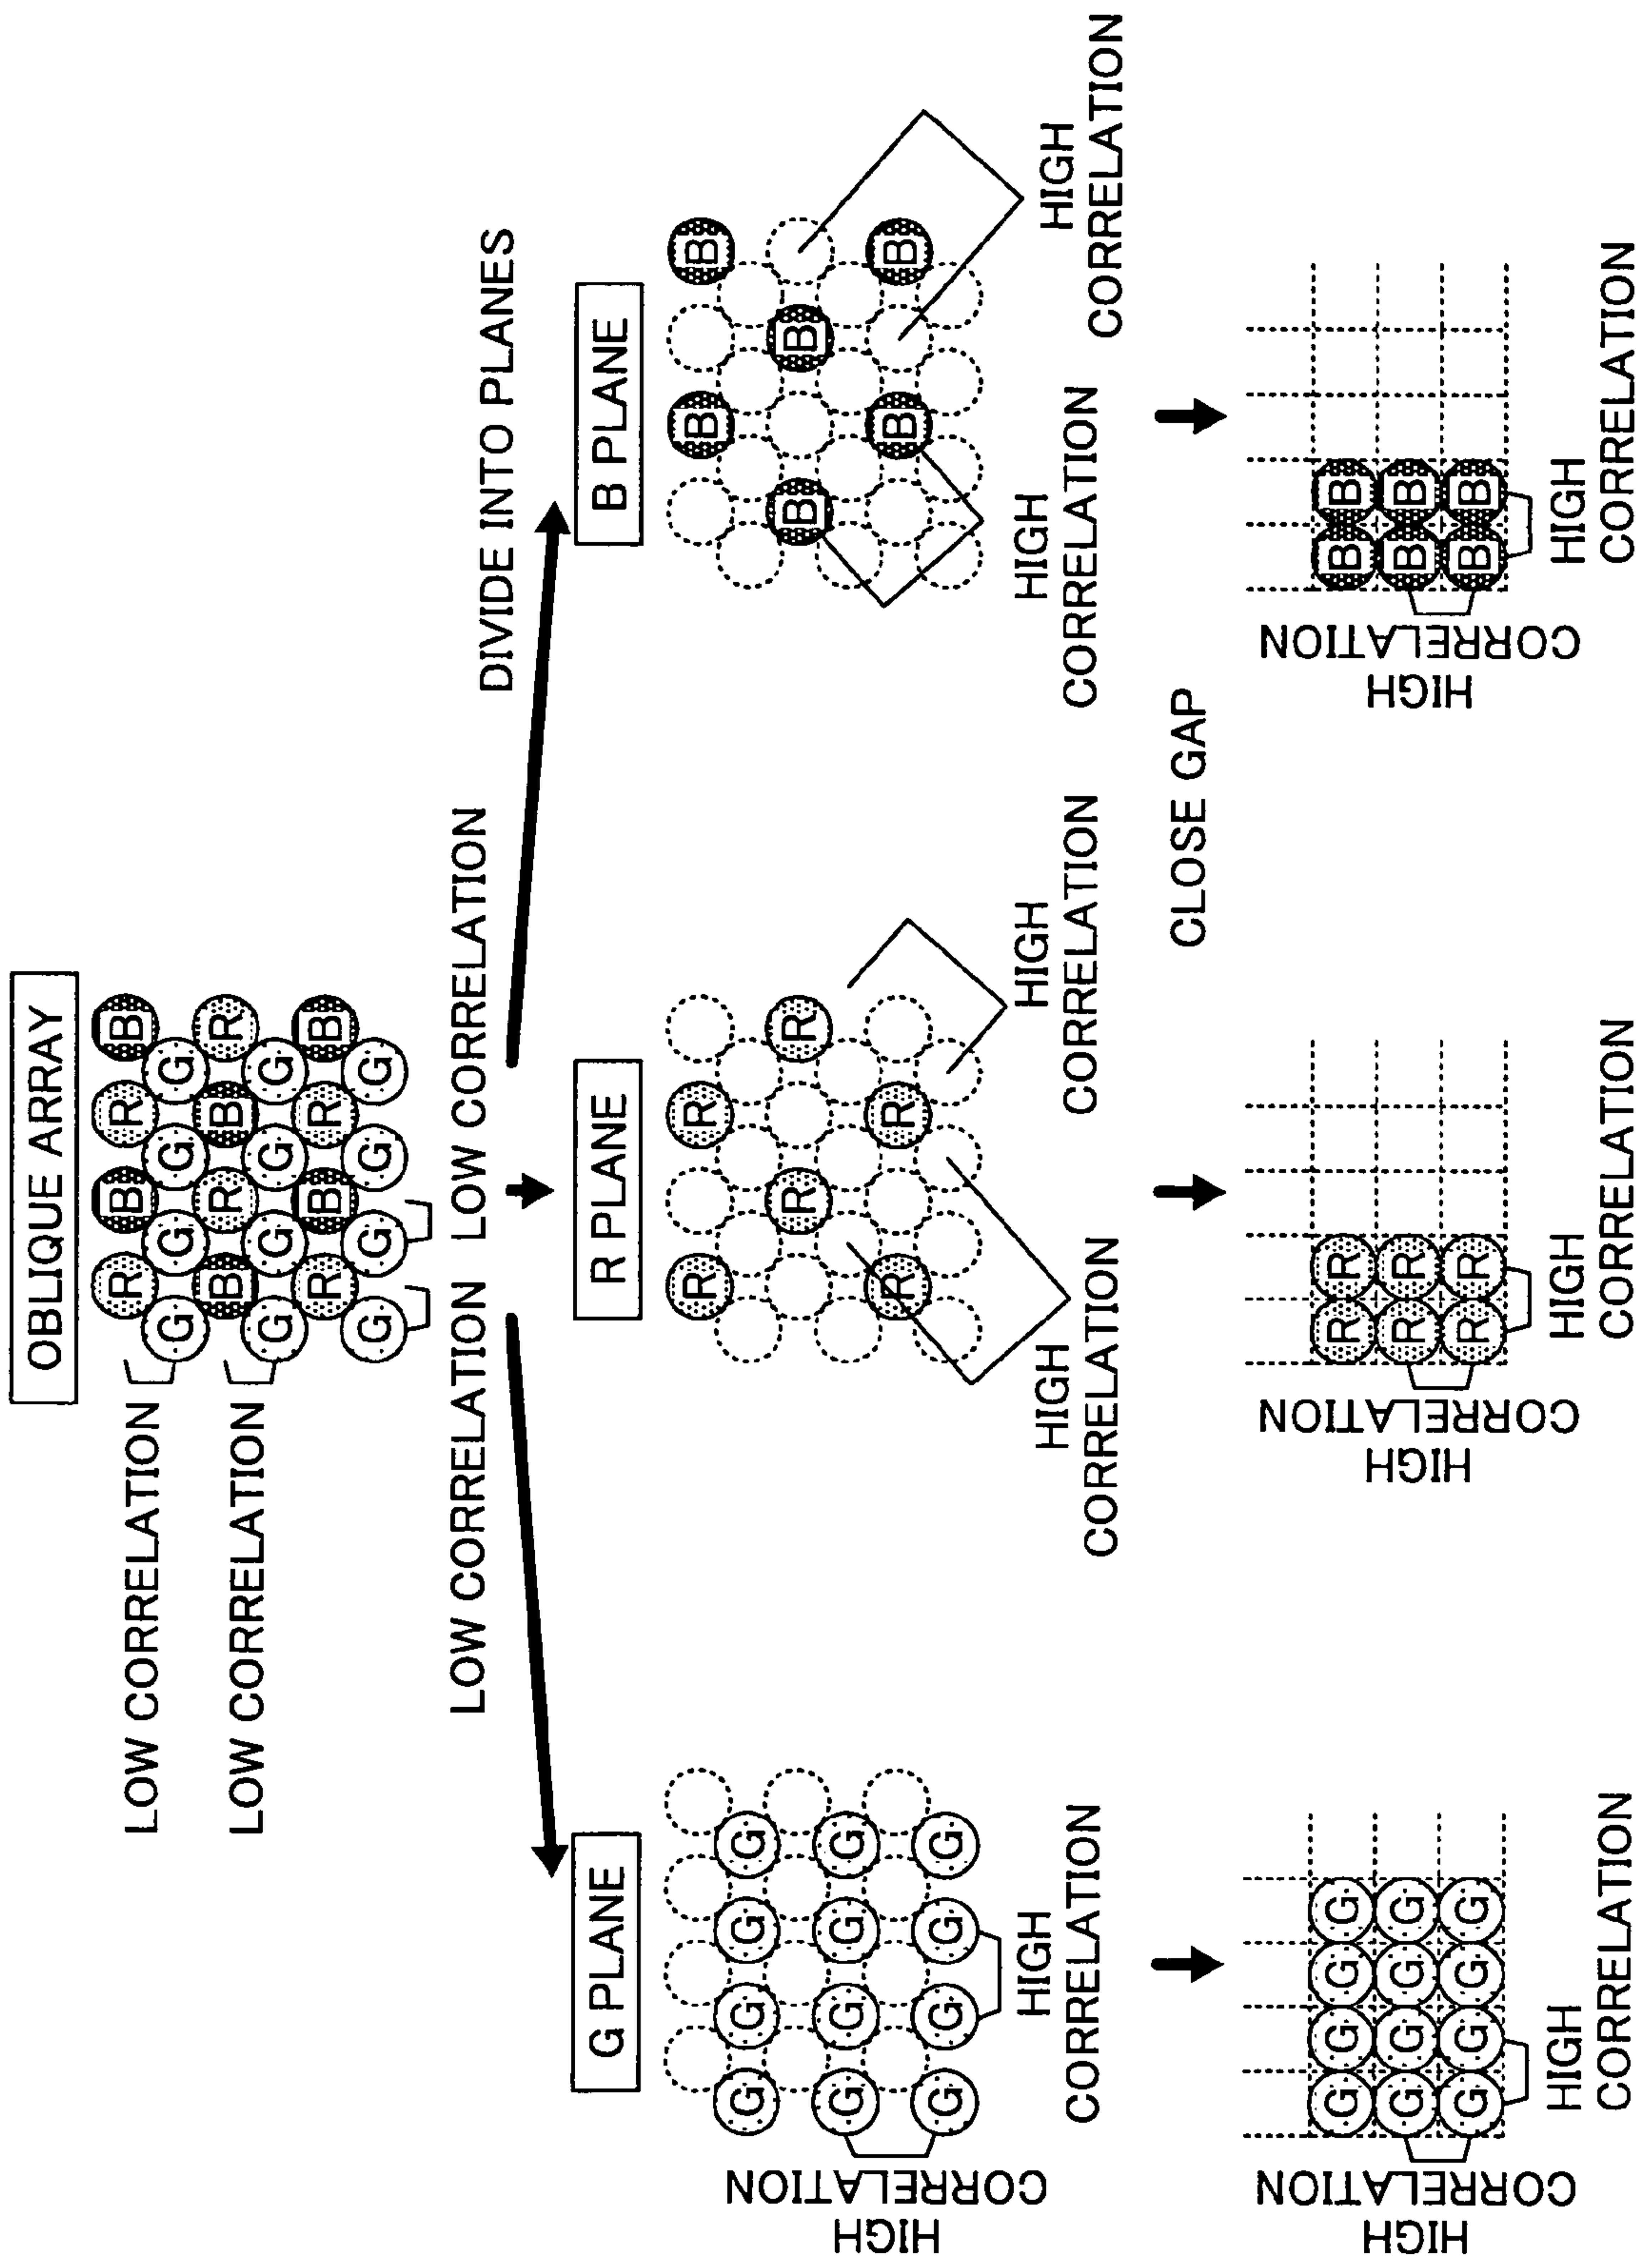 OBLIQUE ARRAY
LOW CORRELATION
LOW CORRELATION
R B R B
G G G G
B R B R
G G G G
R B R B
G G G G
LOW CORRELATION
LOW CORRELATION
DIVIDE INTO PLANES
G PLANE
G G G G
G G G G
G G G G
HIGH
CORRELATION
HIGH
CORRELATION
R PLANE
R R
R R
R R
HIGH
CORRELATION
HIGH
CORRELATION
B PLANE
B B
B B
B B
HIGH
CORRELATION
HIGH
CORRELATION
CLOSE GAP
G G G G
G G G G
G G G G
HIGH
CORRELATION
HIGH
CORRELATION
R R
R R
R R
HIGH
CORRELATION
HIGH
CORRELATION
B B
B B
B B
HIGH
CORRELATION
HIGH
CORRELATION